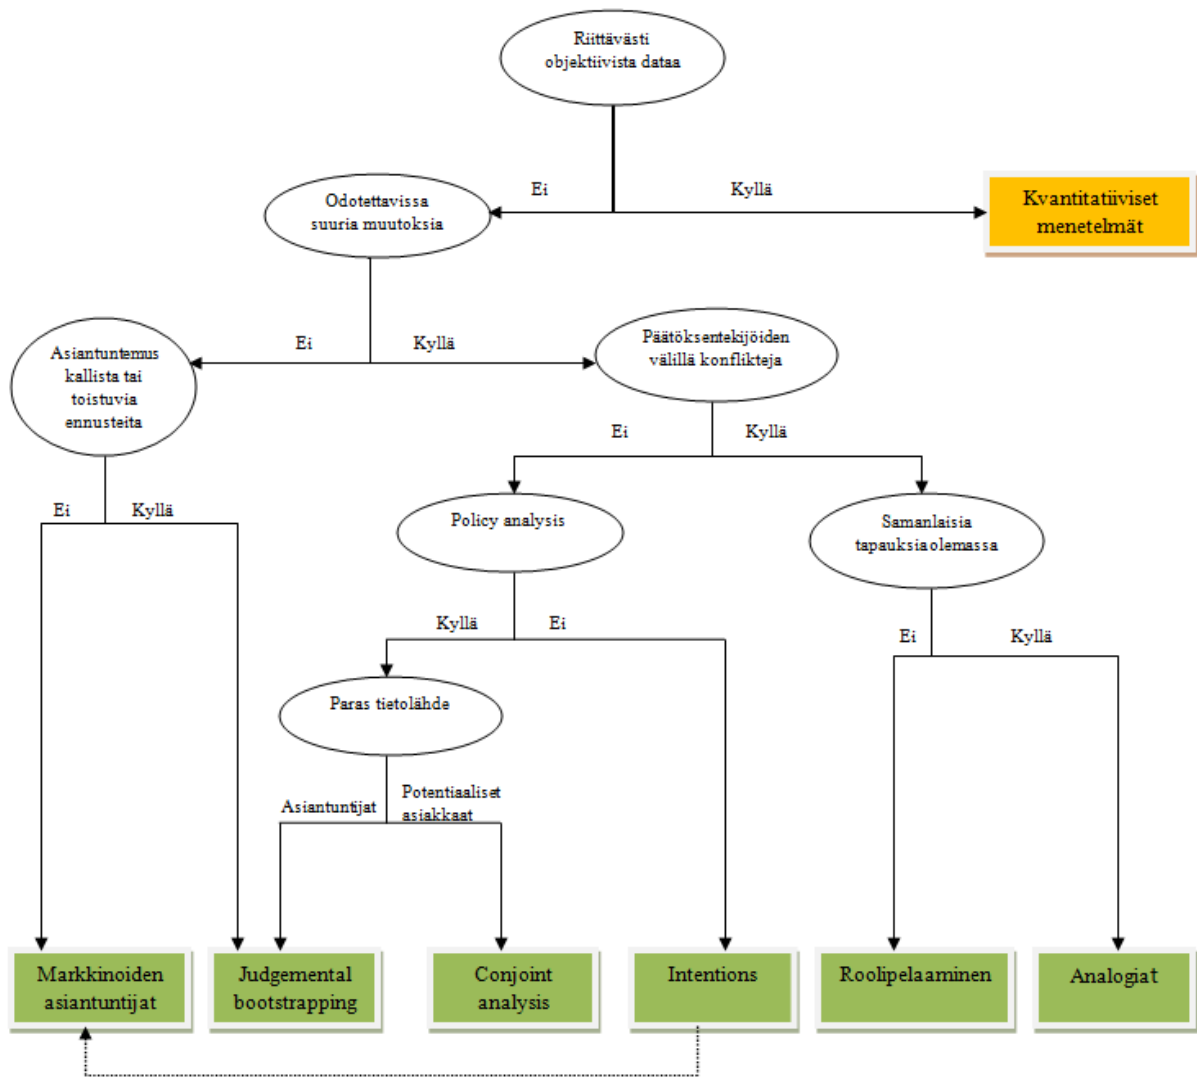 Riittävästi
objektiivista dataa
Ei
Kyllä
Odotettavissa
suuria muutoksia
Kvantitatiiviset
menetelmät
Ei
Kyllä
Päätöksentekijöiden
välillä konflikteja
Asiantuntemus
kallista tai
toistuvia
ennusteita
Ei
Kyllä
Ei
Kyllä
Policy analysis
Samanlaisia
tapauksia olemassa
Kyllä
Ei
Ei
Kyllä
Paras tietolähde
Asiantuntijat
Potentiaaliset
asiakkaat
Markkinoiden
asiantuntijat
Judgemental
bootstrapping
Conjoint
analysis
Intentions
Roolipelaaminen
Analogiat